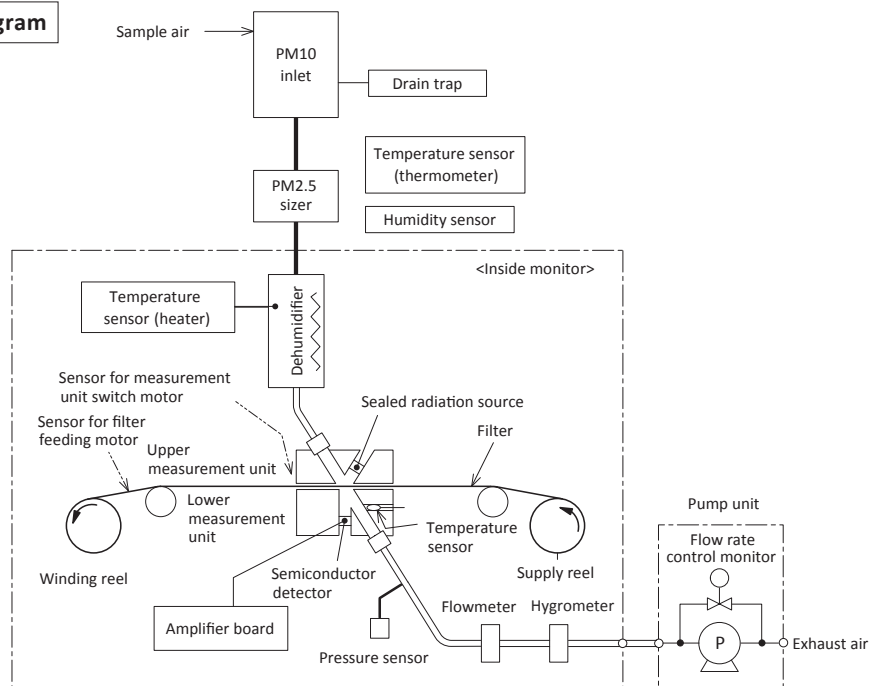 gram
Sample air
PM10
inlet
Drain trap
Temperature sensor
(thermometer)
PM2.5
sizer
Humidity sensor
<Inside monitor>
Temperature
sensor (heater)
Dehumidifier
Sensor for measurement
unit switch motor
Sealed radiation source
Sensor for filter
feeding motor
Filter
Upper
measurement unit
Lower
measurement
unit
Temperature
sensor
Winding reel
Semiconductor
detector
Supply reel
Amplifier board
Pressure sensor
Flowmeter
Hygrometer
Pump unit
Flow rate
control monitor
P
Exhaust air